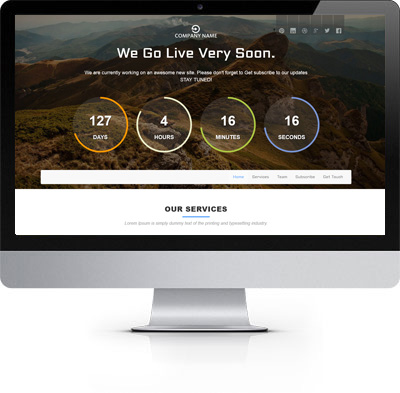 COMPANY NAME
We Go Live Very Soon.
We are currently working on an awesome new site. Please don't forget to Get subscribe to our updates
STAY TUNED!
127 4 16 16
DAYS HOURS MINUTES SECONDS
Home Services Team Subscribe Get Touch
OUR SERVICES
Lorem Ipsum is simply dummy text of the printing and typesetting industry